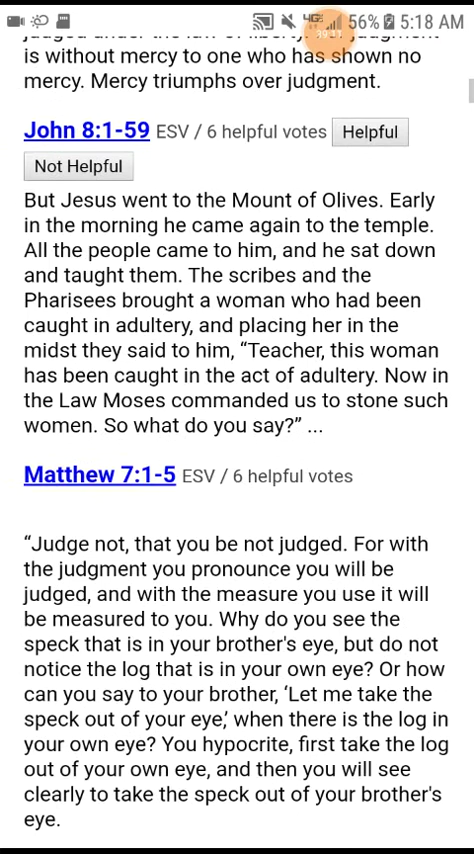 4GE 56% 5:18 AM
39:11
judged under the law of liberty. For judgment
is without mercy to one who has shown no
mercy. Mercy triumphs over judgment.
John 8:1-59 ESV / 6 helpful votes Helpful
Not Helpful
But Jesus went to the Mount of Olives. Early
in the morning he came again to the temple.
All the people came to him, and he sat down
and taught them. The scribes and the
Pharisees brought a woman who had been
caught in adultery, and placing her in the
midst they said to him, “Teacher, this woman
has been caught in the act of adultery. Now in
the Law Moses commanded us to stone such
women. So what do you say?” ...
Matthew 7:1-5 ESV / 6 helpful votes
“Judge not, that you be not judged. For with
the judgment you pronounce you will be
judged, and with the measure you use it will
be measured to you. Why do you see the
speck that is in your brother's eye, but do not
notice the log that is in your own eye? Or how
can you say to your brother, ‘Let me take the
speck out of your eye,’ when there is the log in
your own eye? You hypocrite, first take the log
out of your own eye, and then you will see
clearly to take the speck out of your brother's
eye.